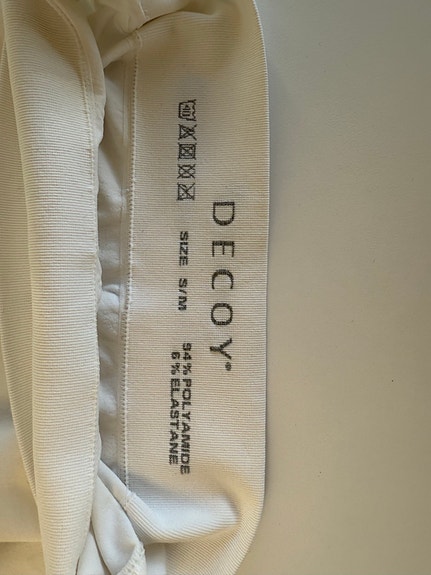 DECOY®
SIZE S/M
94% POLYAMIDE
6% ELASTANE